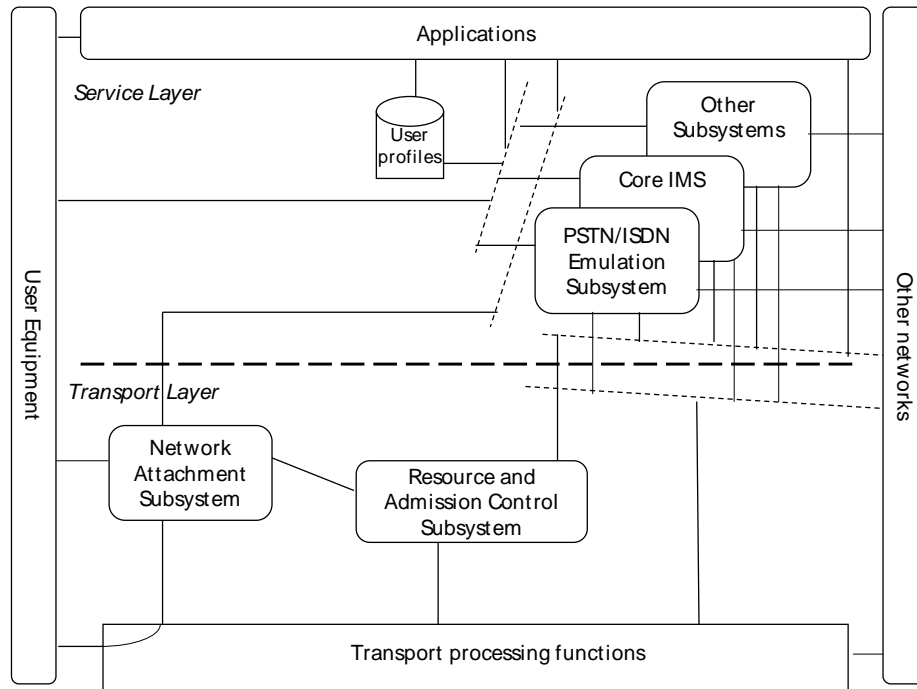 Applications
Service Layer
User
profiles
Other
Subsystems
Core IMS
PSTN/ISDN
Emulation
Subsystem
User Equipment
Other networks
Transport Layer
Network
Attachment
Subsystem
Resource and
Admission Control
Subsystem
Transport processing functions